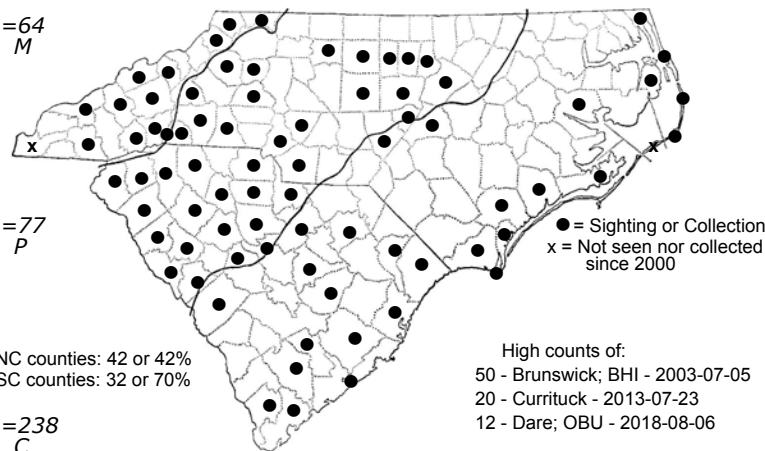 =64
M
x
x
=77
P
● = Sighting or Collection
x = Not seen nor collected
since 2000
NC counties: 42 or 42%
SC counties: 32 or 70%
High counts of:
50 - Brunswick; BHI - 2003-07-05
20 - Currituck - 2013-07-23
12 - Dare; OBU - 2018-08-06
=238
C